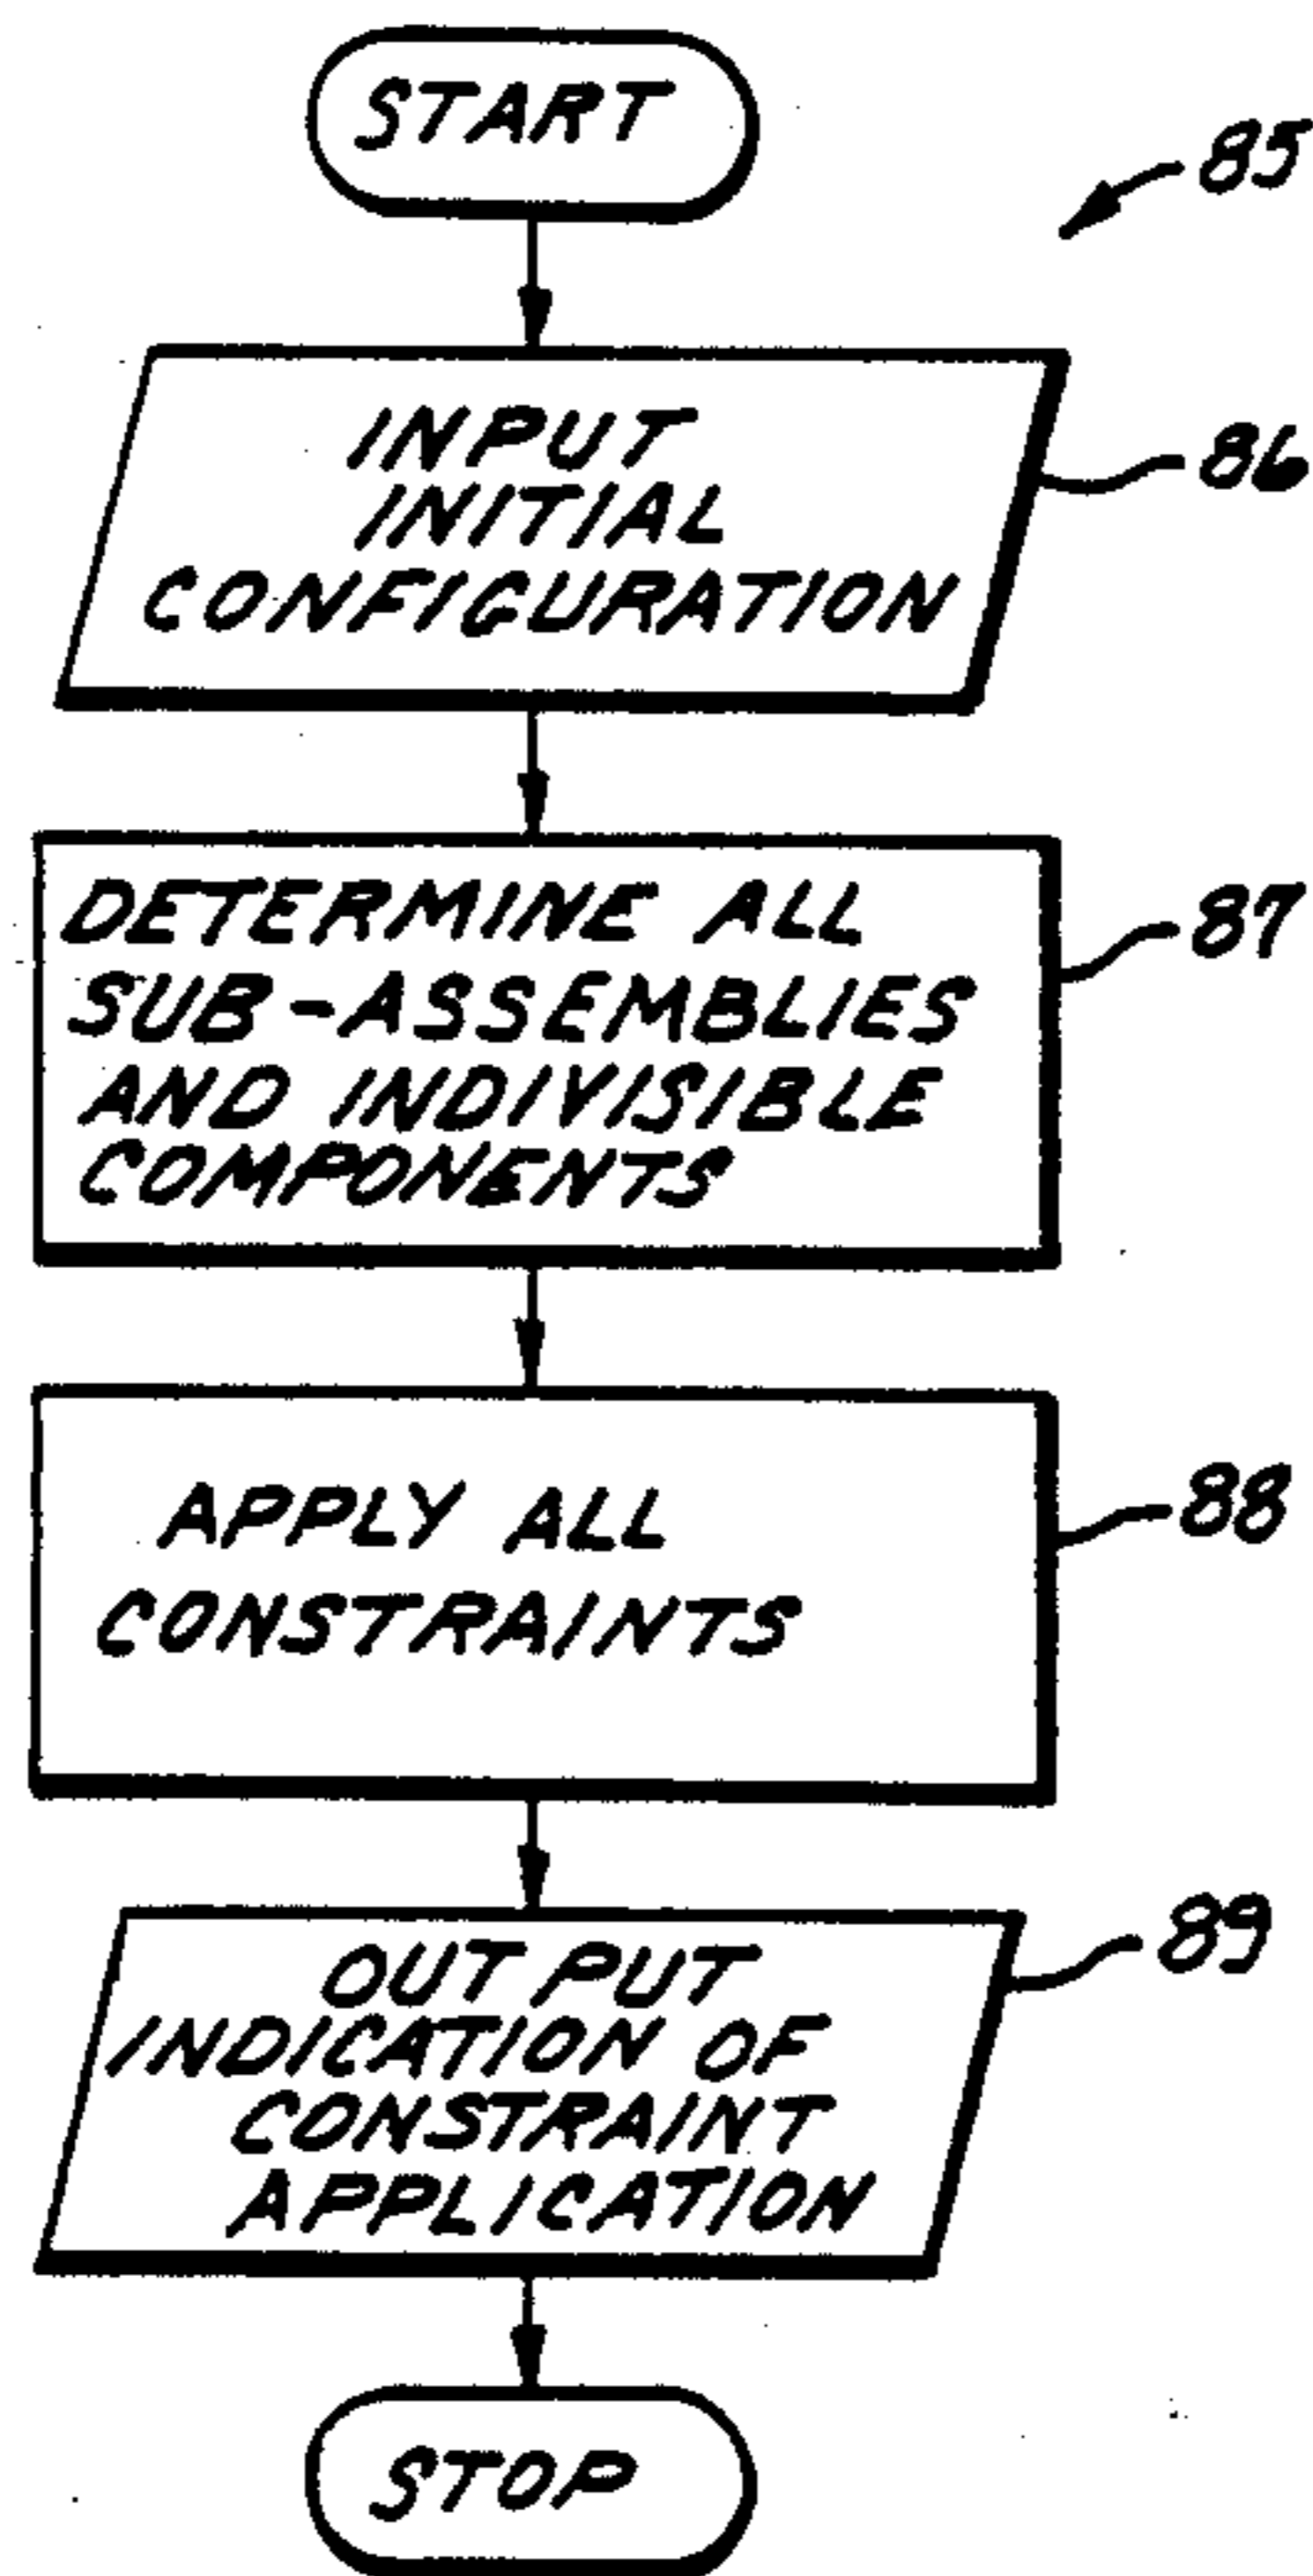 START
85
INPUT
INITIAL
CONFIGURATION
86
DETERMINE ALL
SUB-ASSEMBLIES
AND INDIVISIBLE
COMPONENTS
87
APPLY ALL
CONSTRAINTS
88
OUTPUT
INDICATION OF
CONSTRAINT
APPLICATION
89
STOP